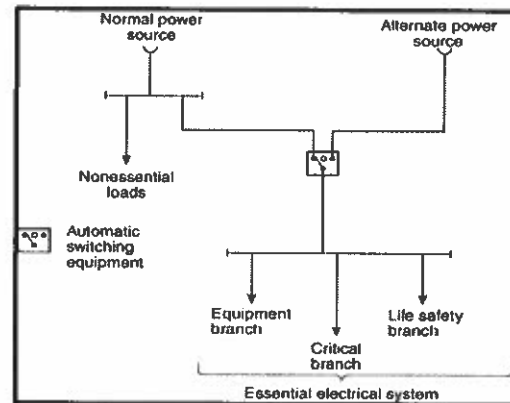 Normal power
source
Alternate power
source
Nonessential
loads
Automatic
switching
equipment
Equipment
branch
Critical
branch
Life safety
branch
Essential electrical system